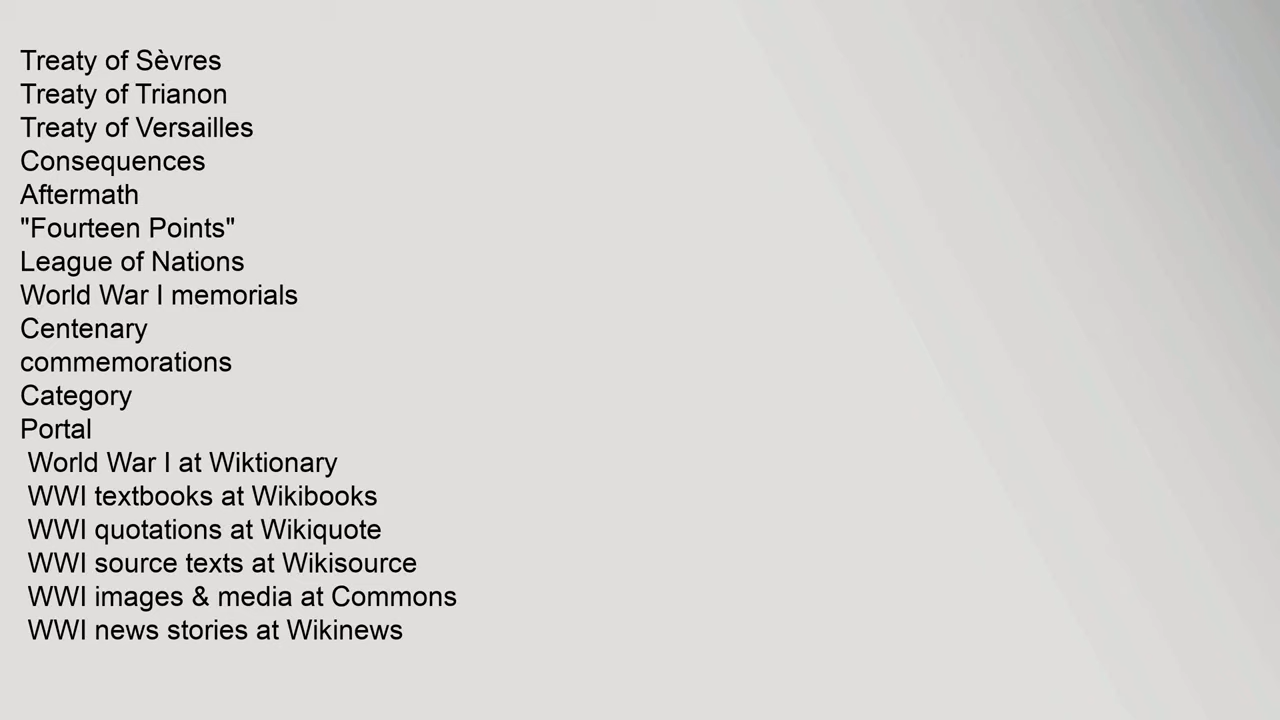 Treaty of Sèvres
Treaty of Trianon
Treaty of Versailles
Consequences
Aftermath
"Fourteen Points"
League of Nations
World War I memorials
Centenary
commemorations
Category
Portal
World War I at Wiktionary
WWI textbooks at Wikibooks
WWI quotations at Wikiquote
WWI source texts at Wikisource
WWI images & media at Commons
WWI news stories at Wikinews